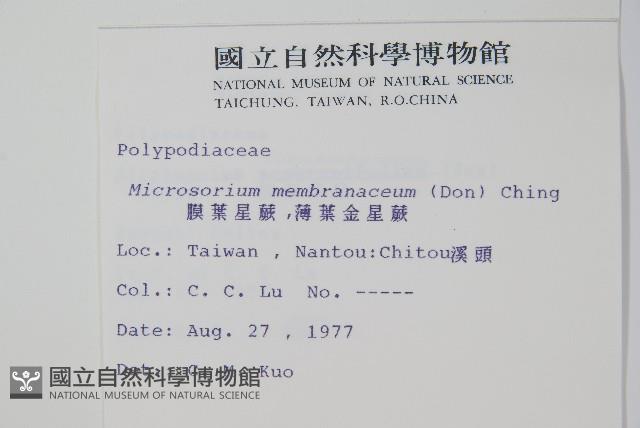 國立自然科學博物館
NATIONAL MUSEUM OF NATURAL SCIENCE
TAICHUNG, TAIWAN, R.O.CHINA
Polypodiaceae
Microsorium membranaceum (Don) Ching
膜葉星蕨,薄葉金星蕨
Loc.: Taiwan , Nantou:Chitou溪頭
Col.: C. C. Lu No. -----
Date: Aug. 27 , 1977
Det: C. M. Kuo
國立自然科學博物館
NATIONAL MUSEUM OF NATURAL SCIENCE